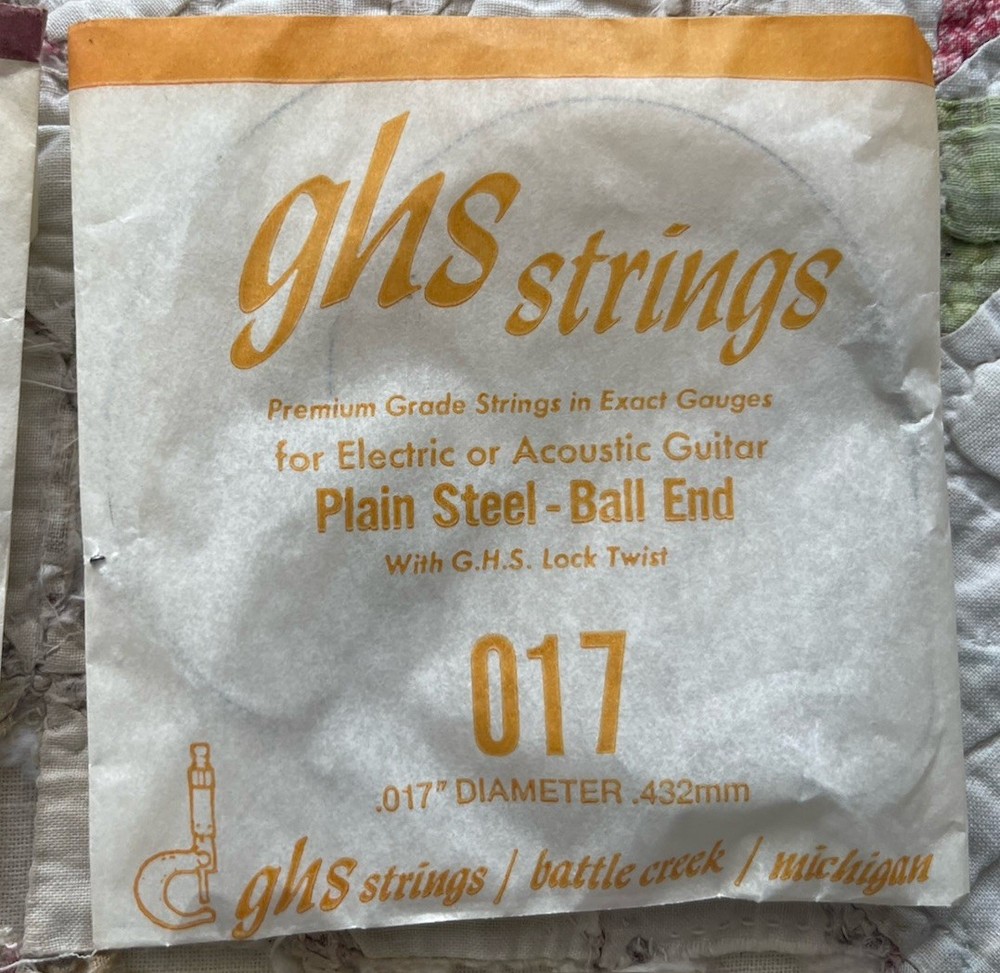 ghs strings
Premium Grade Strings in Exact Gauges
for Electric or Acoustic Guitar
Plain Steel - Ball End
With G.H.S. Lock Twist
017
.017" DIAMETER .432mm
ghs strings / battle creek / michigan